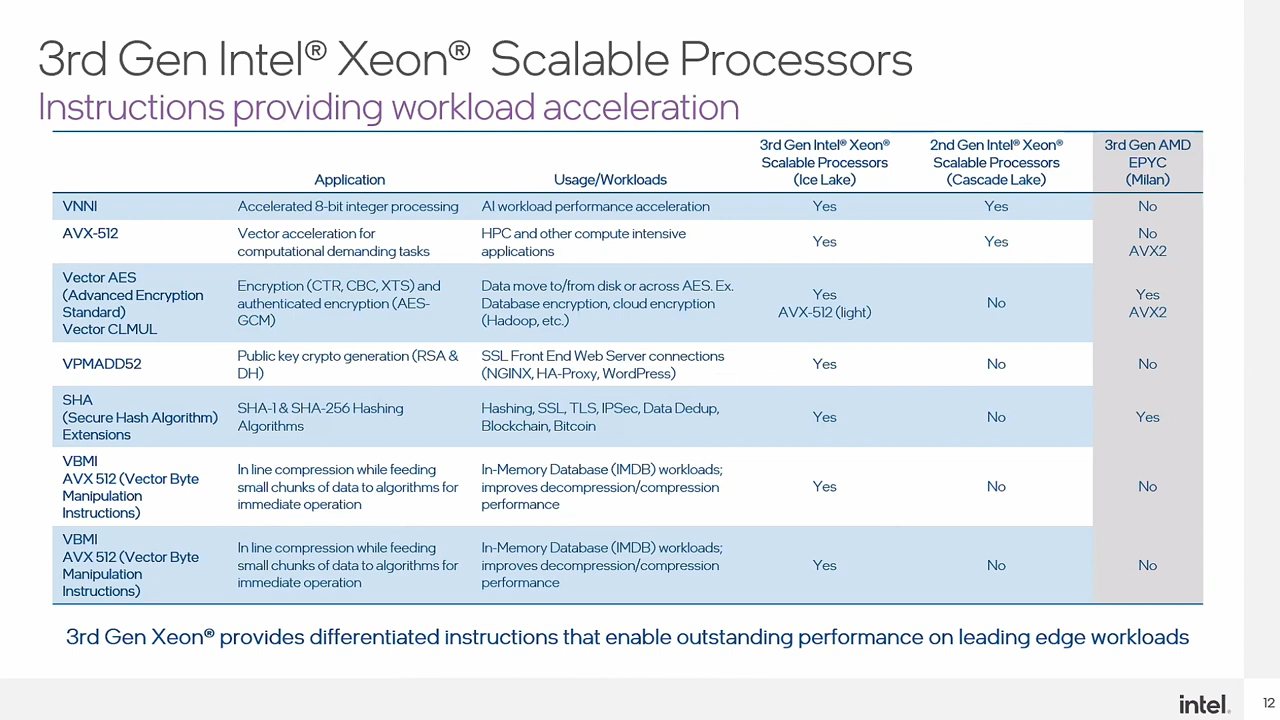 3rd Gen Intel® Xeon® Scalable Processors
Instructions providing workload acceleration
Application
Usage/Workloads
3rd Gen Intel® Xeon®
Scalable Processors
(Ice Lake)
2nd Gen Intel® Xeon®
Scalable Processors
(Cascade Lake)
3rd Gen AMD
EPYC
(Milan)
VNNI
Accelerated 8-bit integer processing
AI workload performance acceleration
Yes
Yes
No
AVX-512
Vector acceleration for
computational demanding tasks
HPC and other compute intensive
applications
Yes
Yes
No
AVX2
Vector AES
(Advanced Encryption
Standard)
Vector CLMUL
Encryption (CTR, CBC, XTS) and
authenticated encryption (AES-
GCM)
Data move to/from disk or across AES. Ex.
Database encryption, cloud encryption
(Hadoop, etc.)
Yes
AVX-512 (light)
No
Yes
AVX2
VPMADD52
Public key crypto generation (RSA &
DH)
SSL Front End Web Server connections
(NGINX, HA-Proxy, WordPress)
Yes
No
No
SHA
(Secure Hash Algorithm)
Extensions
SHA-1 & SHA-256 Hashing
Algorithms
Hashing, SSL, TLS, IPSec, Data Dedup,
Blockchain, Bitcoin
Yes
No
Yes
VBMI
AVX 512 (Vector Byte
Manipulation
Instructions)
In line compression while feeding
small chunks of data to algorithms for
immediate operation
In-Memory Database (IMDB) workloads;
improves decompression/compression
performance
Yes
No
No
VBMI
AVX 512 (Vector Byte
Manipulation
Instructions)
In line compression while feeding
small chunks of data to algorithms for
immediate operation
In-Memory Database (IMDB) workloads;
improves decompression/compression
performance
Yes
No
No
3rd Gen Xeon® provides differentiated instructions that enable outstanding performance on leading edge workloads
intel.
12